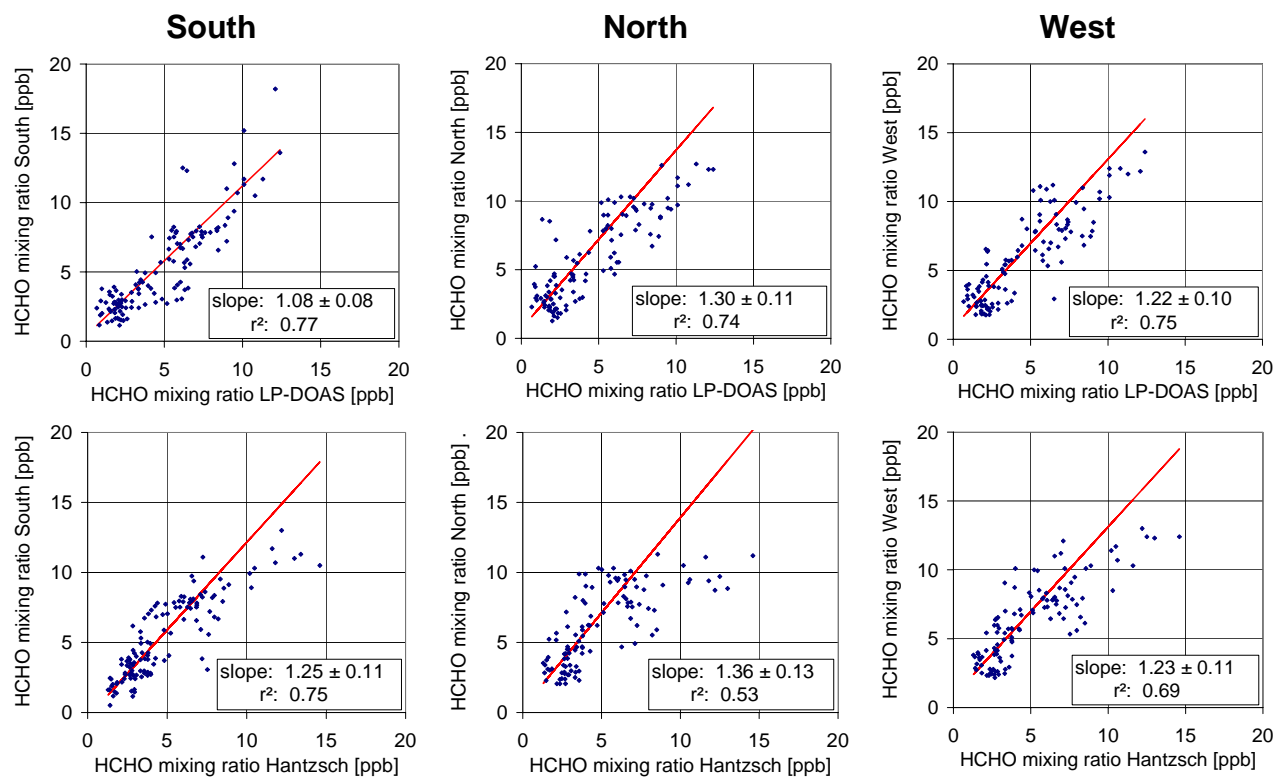 South
North
West
HCHO mixing ratio South [ppb]
20
15
10
5
0
slope: 1.08 ± 0.08
r²: 0.77
0 5 10 15 20
HCHO mixing ratio LP-DOAS [ppb]
HCHO mixing ratio North [ppb]
20
15
10
5
0
slope: 1.30 ± 0.11
r²: 0.74
0 5 10 15 20
HCHO mixing ratio LP-DOAS [ppb]
HCHO mixing ratio West [ppb]
20
15
10
5
0
slope: 1.22 ± 0.10
r²: 0.75
0 5 10 15 20
HCHO mixing ratio LP-DOAS [ppb]
HCHO mixing ratio South [ppb]
20
15
10
5
0
slope: 1.25 ± 0.11
r²: 0.75
0 5 10 15 20
HCHO mixing ratio Hantzsch [ppb]
HCHO mixing ratio North [ppb] .
20
15
10
5
0
slope: 1.36 ± 0.13
r²: 0.53
0 5 10 15 20
HCHO mixing ratio Hantzsch [ppb]
HCHO mixing ratio West [ppb]
20
15
10
5
0
slope: 1.23 ± 0.11
r²: 0.69
0 5 10 15 20
HCHO mixing ratio Hantzsch [ppb]